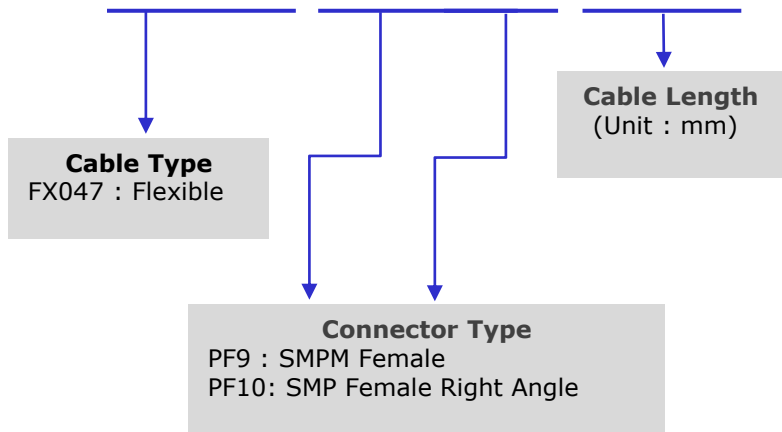 Cable Length
(Unit : mm)
Cable Type
FX047 : Flexible
Connector Type
PF9 : SMPM Female
PF10: SMP Female Right Angle